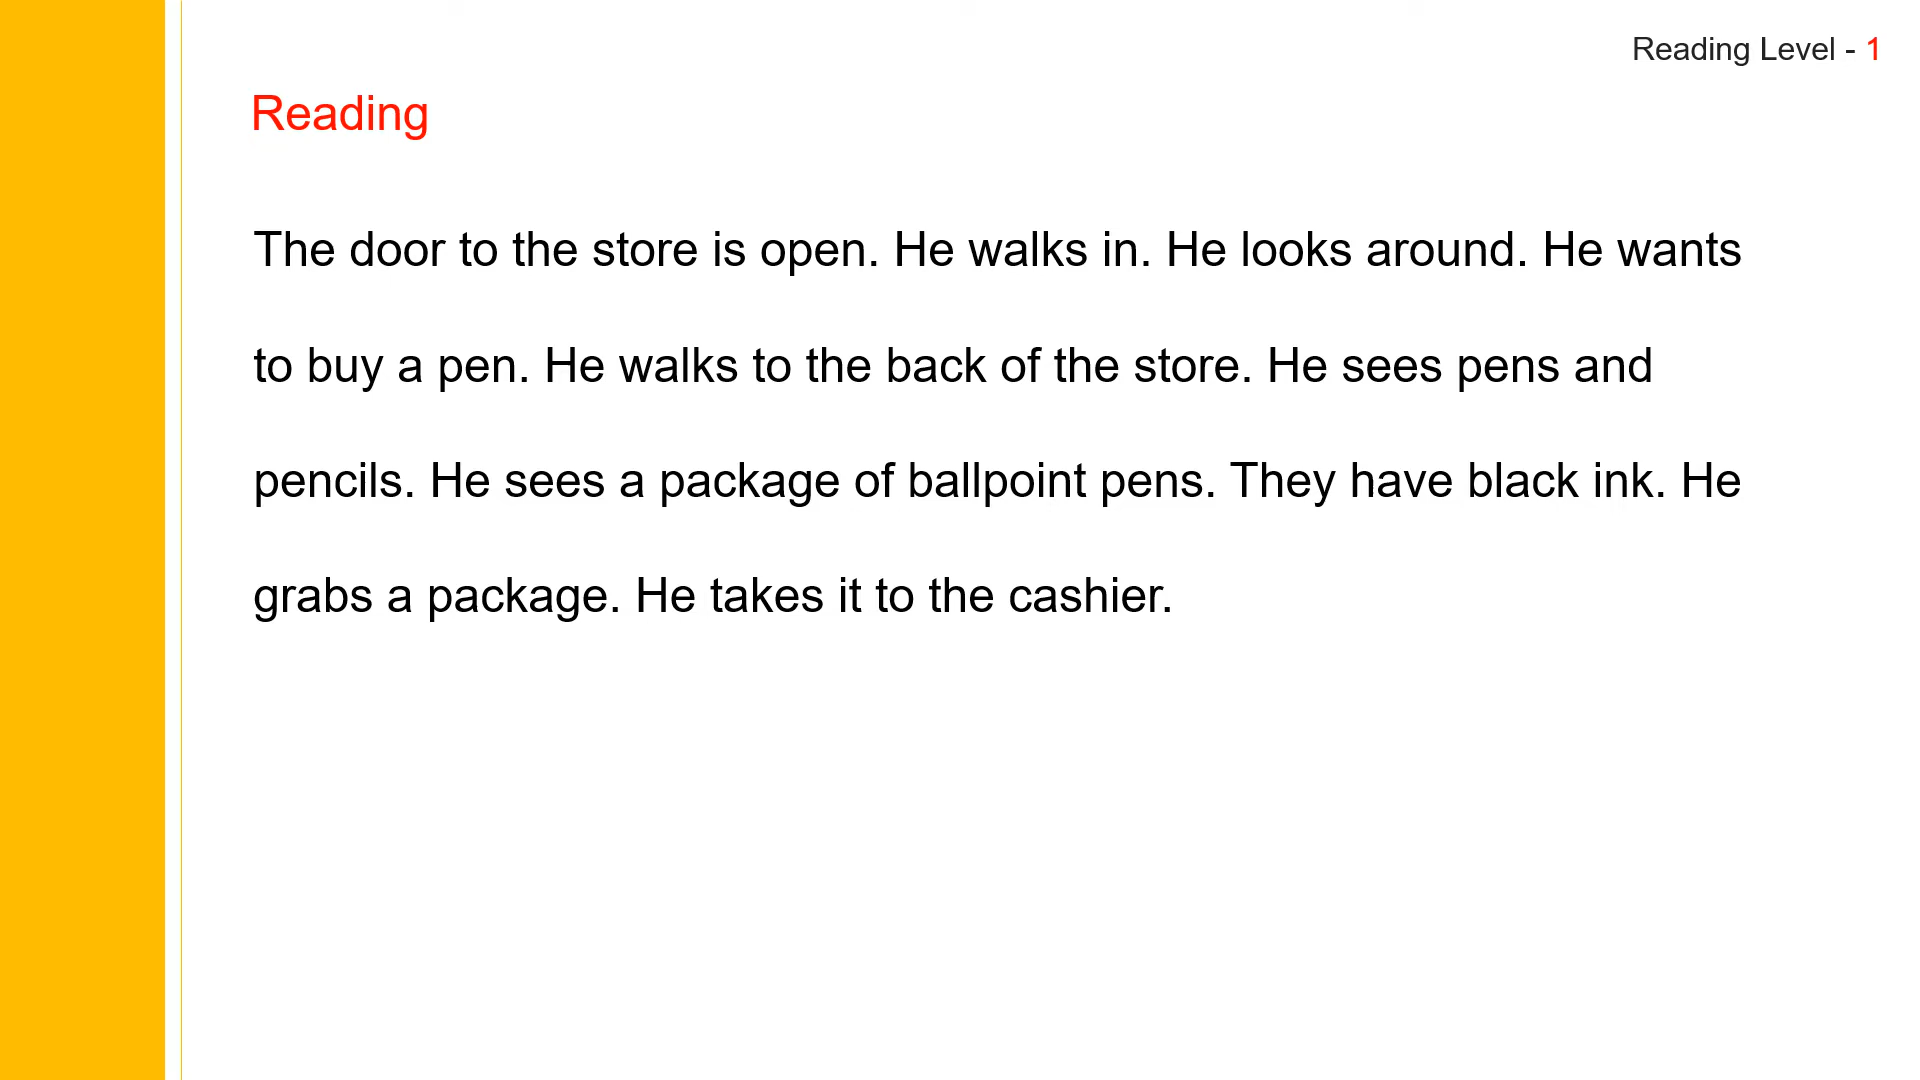 Reading Level - 1
Reading
The door to the store is open. He walks in. He looks around. He wants
to buy a pen. He walks to the back of the store. He sees pens and
pencils. He sees a package of ballpoint pens. They have black ink. He
grabs a package. He takes it to the cashier.